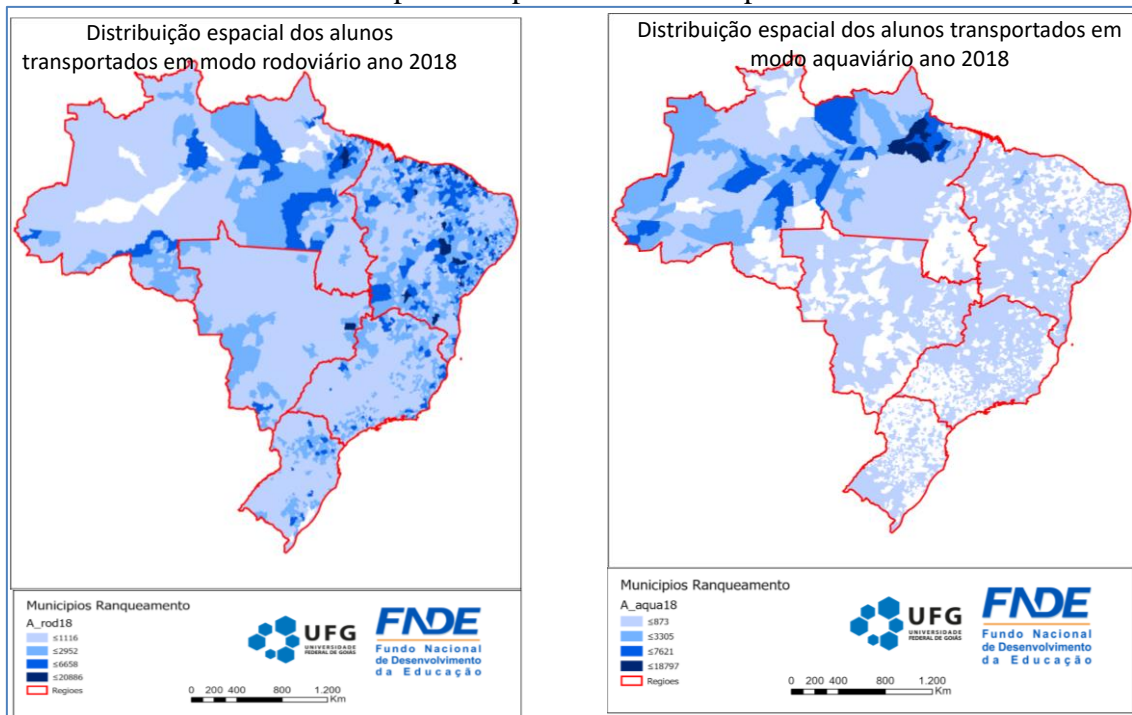 Distribuição espacial dos alunos
transportados em modo rodoviário ano 2018
Municipios Ranqueamento
A_rod18
≤1116
≤2952
≤6658
≤20886
Regioes
UFG
UNIVERSIDADE
FEDERAL DE GOIÁS
FNDE
Fundo Nacional
de Desenvolvimento
da Educação
0 200 400 800 1.200
Km
Distribuição espacial dos alunos transportados em
modo aquaviário ano 2018
Municipios Ranqueamento
A_aqua18
≤873
≤3305
≤7621
≤18797
Regioes
UFG
UNIVERSIDADE
FEDERAL DE GOIÁS
FNDE
Fundo Nacional
de Desenvolvimento
da Educação
0 200 400 800 1.200
Km